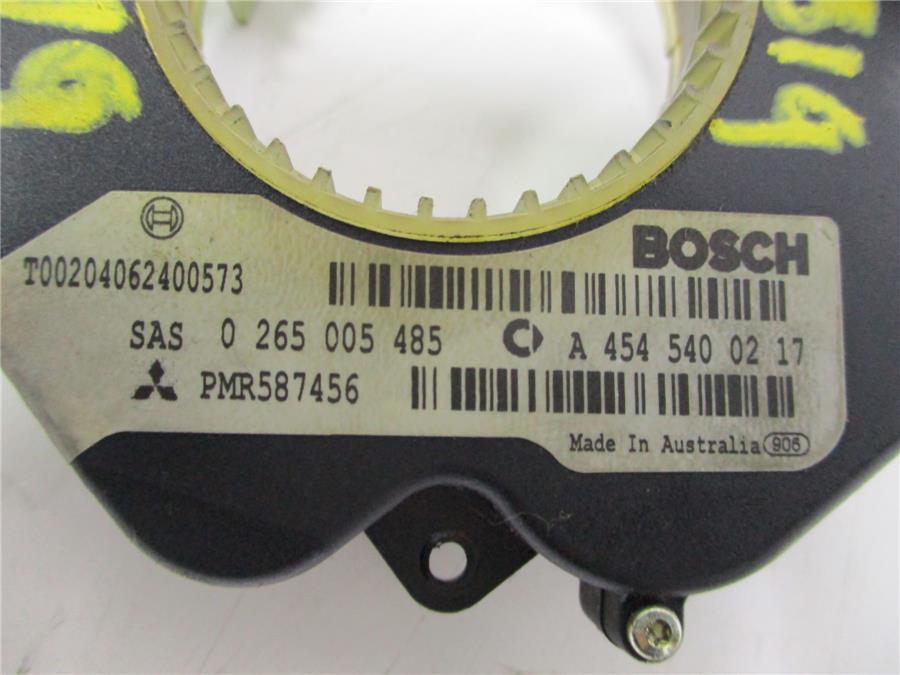 BOSCH
T00204062400573
SAS 0 265 005 485 A 454 540 02 17
PMR587456
Made In Australia 906